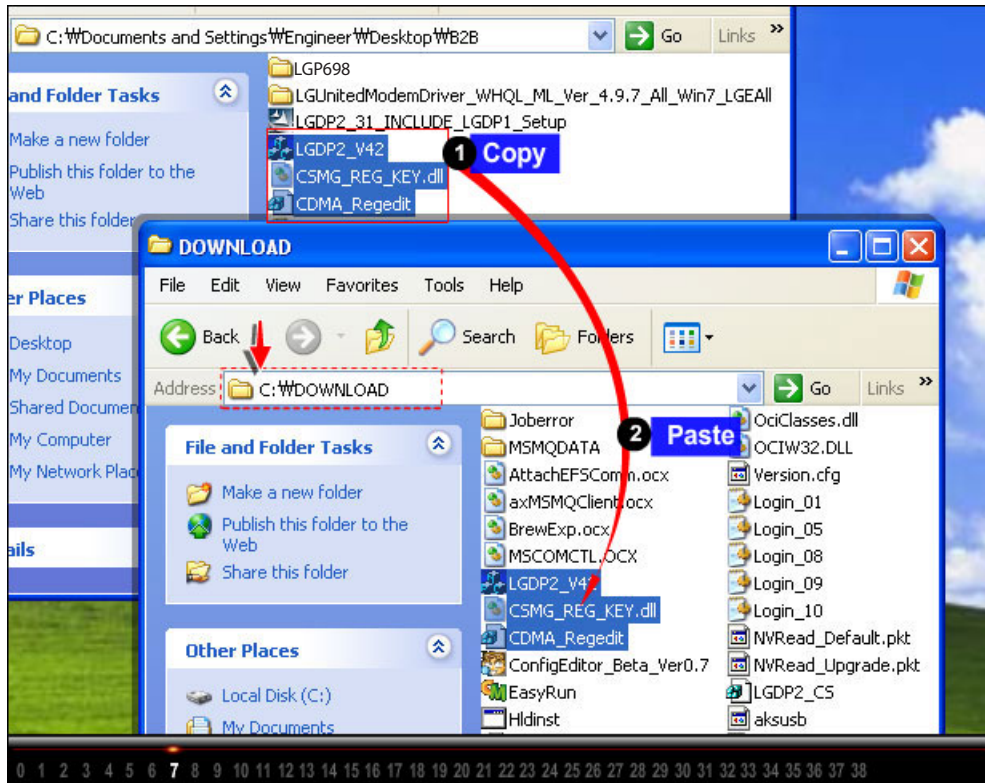 C:₩Documents and Settings₩Engineer₩Desktop₩B2B
Go
Links »
and Folder Tasks
Make a new folder
Publish this folder to the
Web
Share this folder
er Places
Desktop
My Documents
Shared Documen
My Computer
My Network Plac
ails
LGP698
LGUnitedModemDriver_WHQL_ML_Ver_4.9.7_All_Win7_LGEAll
LGDP2_31_INCLUDE_LGDP1_Setup
LGDP2_V42
CSMG_REG_KEY.dll
CDMA_Regedit
1 Copy
DOWNLOAD
File Edit View Favorites Tools Help
Back
Search
Folders
Address
C:₩DOWNLOAD
Go
Links »
File and Folder Tasks
Make a new folder
Publish this folder to the
Web
Share this folder
Other Places
Local Disk (C:)
My Documents
2 Paste
Joberror
MSMQDATA
AttachEFSComm.ocx
axMSMQClient.ocx
BrewExp.ocx
MSCOMCTL.OCX
LGDP2_V42
CSMG_REG_KEY.dll
CDMA_Regedit
ConfigEditor_Beta_Ver0.7
EasyRun
Hldinst
OciClasses.dll
OCIW32.DLL
Version.cfg
Login_01
Login_05
Login_08
Login_09
Login_10
NVRead_Default.pkt
NVRead_Upgrade.pkt
LGDP2_CS
aksusb
0 1 2 3 4 5 6 7 8 9 10 11 12 13 14 15 16 17 18 19 20 21 22 23 24 25 26 27 28 29 30 31 32 33 34 35 36 37 38